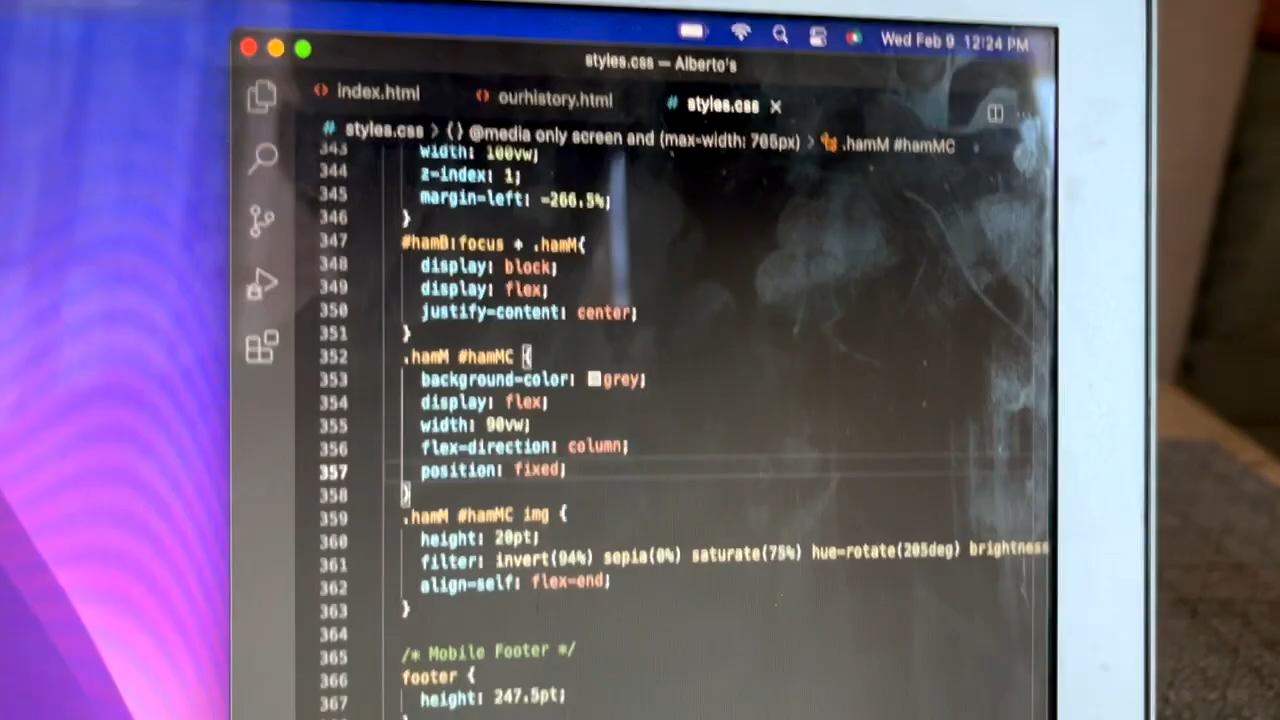 Wed Feb 9 12:24 PM
styles.css — Alberto's
index.html
ourhistory.html
# styles.css ×
# styles.css > {} @media only screen and (max-width: 765px) > .hamM #hamMC
343 width: 100vw;
344 z-index: 1;
345 margin-left: -266.5%;
346 }
347 #hamB:focus + .hamM{
348 display: block;
349 display: flex;
350 justify-content: center;
351 }
352 .hamM #hamMC {
353 background-color: grey;
354 display: flex;
355 width: 90vw;
356 flex-direction: column;
357 position: fixed;
358 }
359 .hamM #hamMC img {
360 height: 20pt;
361 filter: invert(94%) sepia(0%) saturate(75%) hue-rotate(205deg) brightness
362 align-self: flex-end;
363 }
364
365 /* Mobile Footer */
366 footer {
367 height: 247.5pt;